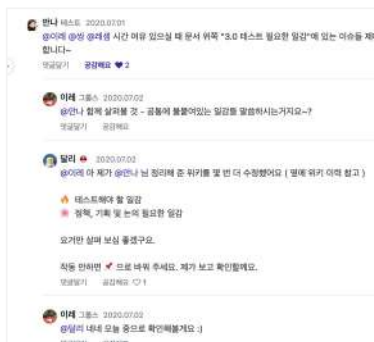 만나 테스트 2020.07.01
@이레 @씽 @레셈 시간 여유 있으실 때 문서 위쪽 "3.0 테스트 필요한 일감"에 있는 이슈들 제
합니다~
댓글달기 공감해요 2
이레 그룹스 2020.07.02
@만나 함께 살펴볼 것 - 곰돌에 불붙어있는 일감들 말씀하시는거지요~?
댓글달기 공감해요
달리 2020.07.02
@이레 아 제가 @만나 님 정리해 준 위키를 몇 번 더 수정했어요 ( 옆에 위키 이력 참고 )
테스트해야 할 일감
정책, 기획 및 논의 필요한 일감
요거만 살펴 보심 좋겠구요.
작동 안하면 으로 바꿔 주세요. 제가 보고 확인할께요.
댓글달기 공감해요 1
이레 그룹스 2020.07.02
@달리 네네 오늘 중으로 확인해볼게요 :)